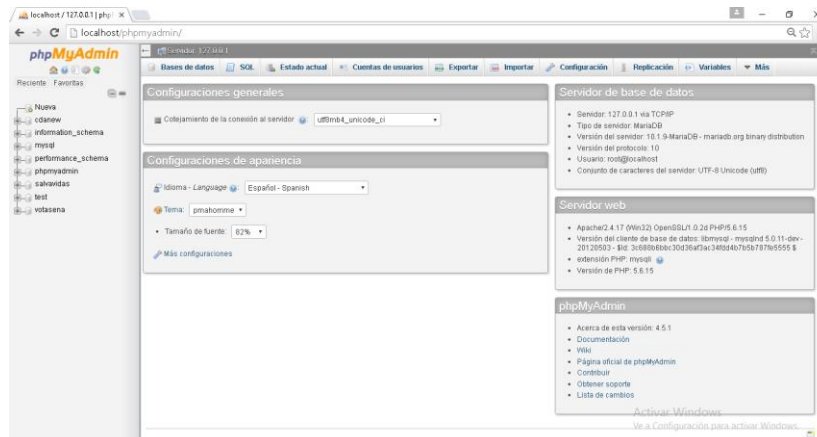 localhost / 127.0.0.1 | php
localhost/phpmyadmin/
phpMyAdmin
Reciente Favoritas
Nueva
cdanew
information_schema
mysql
performance_schema
phpmyadmin
salvavidas
test
votasena
Servidor: 127.0.0.1
Bases de datos SQL Estado actual Cuentas de usuarios Exportar Importar Configuración Replicación Variables Más
Configuraciones generales
Cotejamiento de la conexión al servidor utf8mb4_unicode_ci
Configuraciones de apariencia
Idioma - Language Español - Spanish
Tema: pmahomme
Tamaño de fuente: 82%
Más configuraciones
Servidor de base de datos
Servidor: 127.0.0.1 via TCP/IP
Tipo de servidor: MariaDB
Versión del servidor: 10.1.9-MariaDB - mariadb.org binary distribution
Versión del protocolo: 10
Usuario: root@localhost
Conjunto de caracteres del servidor: UTF-8 Unicode (utf8)
Servidor web
Apache/2.4.17 (Win32) OpenSSL/1.0.2d PHP/5.6.15
Versión del cliente de base de datos: libmysql - mysqlnd 5.0.11-dev -
20120503 - $Id: $
extensión PHP: mysqli
Versión de PHP: 5.6.15
phpMyAdmin
Acerca de esta versión: 4.5.1
Documentación
Wiki
Página oficial de phpMyAdmin
Contribuir
Obtener soporte
Lista de cambios
Activar Windows
Ve a Configuración para activar Windows.